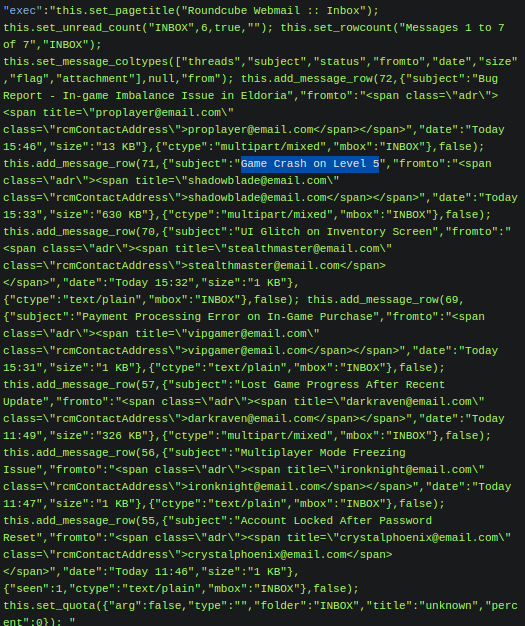 "exec":"this.set_pagetitle("Roundcube Webmail :: Inbox");
this.set_unread_count("INBOX",6,true,""); this.set_rowcount("Messages 1 to 7
of 7","INBOX");
this.set_message_coltypes(["threads","subject","status","fromto","date","size"
,"flag","attachment"],null,"from"); this.add_message_row(72,{"subject":"Bug
Report - In-game Imbalance Issue in Eldoria","fromto":"<span class=\"adr\">
<span title=\"proplayer@email.com\"
class=\"rcmContactAddress\">proplayer@email.com</span></span>","date":"Today
15:46","size":"13 KB"},{"ctype":"multipart/mixed","mbox":"INBOX"},false);
this.add_message_row(71,{"subject":"Game Crash on Level 5","fromto":"<span
class=\"adr\"><span title=\"shadowblade@email.com\"
class=\"rcmContactAddress\">shadowblade@email.com</span></span>","date":"Today
15:33","size":"630 KB"},{"ctype":"multipart/mixed","mbox":"INBOX"},false);
this.add_message_row(70,{"subject":"UI Glitch on Inventory Screen","fromto":"
<span class=\"adr\"><span title=\"stealthmaster@email.com\"
class=\"rcmContactAddress\">stealthmaster@email.com</span>
</span>","date":"Today 15:32","size":"1 KB"},
{"ctype":"text/plain","mbox":"INBOX"},false); this.add_message_row(69,
{"subject":"Payment Processing Error on In-Game Purchase","fromto":"<span
class=\"adr\"><span title=\"vipgamer@email.com\"
class=\"rcmContactAddress\">vipgamer@email.com</span></span>","date":"Today
15:31","size":"1 KB"},{"ctype":"text/plain","mbox":"INBOX"},false);
this.add_message_row(57,{"subject":"Lost Game Progress After Recent
Update","fromto":"<span class=\"adr\"><span title=\"darkraven@email.com\"
class=\"rcmContactAddress\">darkraven@email.com</span></span>","date":"Today
11:49","size":"326 KB"},{"ctype":"multipart/mixed","mbox":"INBOX"},false);
this.add_message_row(56,{"subject":"Multiplayer Mode Freezing
Issue","fromto":"<span class=\"adr\"><span title=\"ironknight@email.com\"
class=\"rcmContactAddress\">ironknight@email.com</span></span>","date":"Today
11:47","size":"1 KB"},{"ctype":"text/plain","mbox":"INBOX"},false);
this.add_message_row(55,{"subject":"Account Locked After Password
Reset","fromto":"<span class=\"adr\"><span title=\"crystalphoenix@email.com\"
class=\"rcmContactAddress\">crystalphoenix@email.com</span>
</span>","date":"Today 11:46","size":"1 KB"},
{"seen":1,"ctype":"text/plain","mbox":"INBOX"},false);
this.set_quota({"arg":false,"type":"","folder":"INBOX","title":"unknown","perc
ent":0}); "